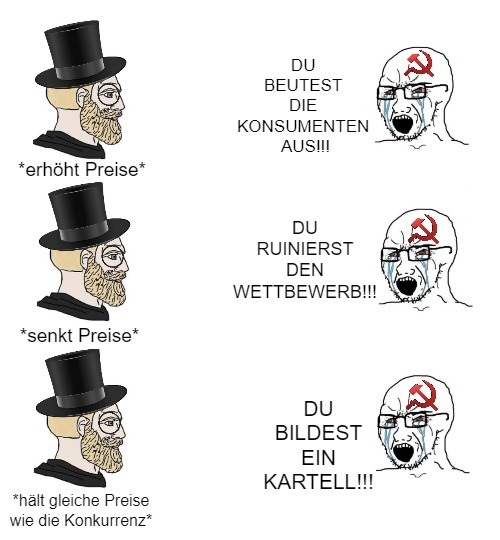 DU
BEUTEST
DIE
KONSUMENTEN
AUS!!!
*erhöht Preise*
DU
RUINIERST
DEN
WETTBEWERB!!!
*senkt Preise*
DU
BILDEST
EIN
KARTELL!!!
*hält gleiche Preise
wie die Konkurrenz*